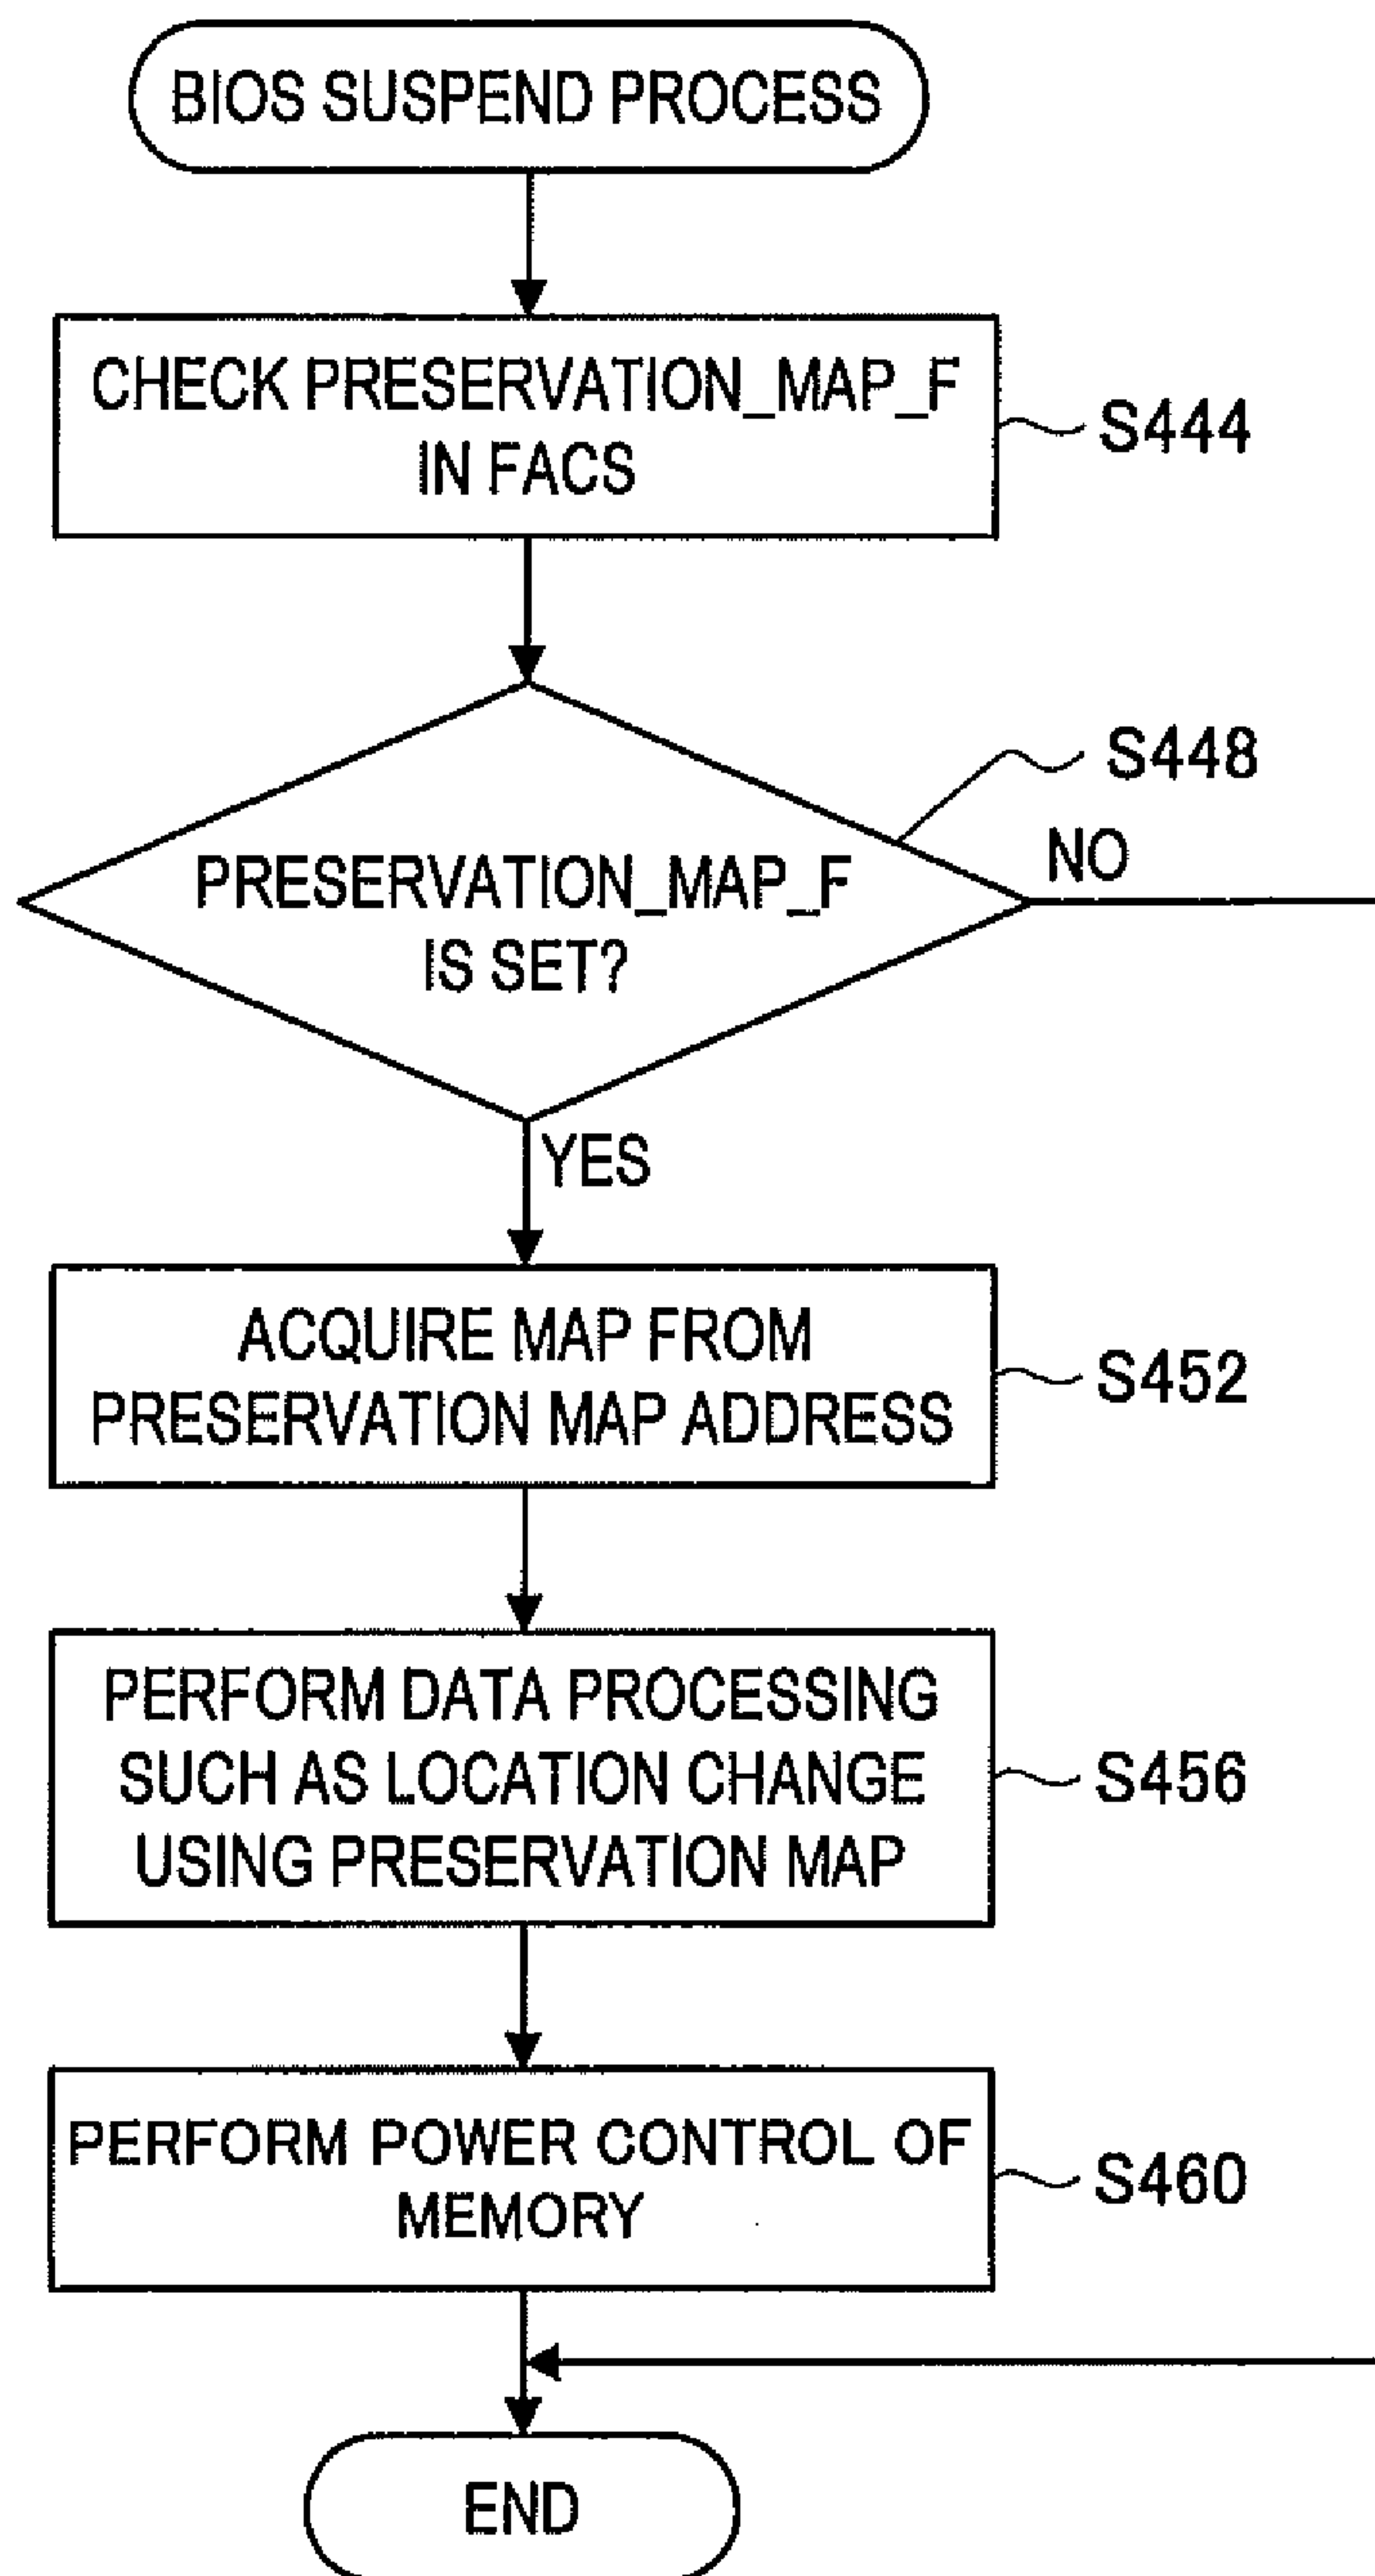 BIOS SUSPEND PROCESS
CHECK PRESERVATION_MAP_F
IN FACS
S444
S448
NO
PRESERVATION_MAP_F
IS SET?
YES
ACQUIRE MAP FROM
PRESERVATION MAP ADDRESS
S452
PERFORM DATA PROCESSING
SUCH AS LOCATION CHANGE
USING PRESERVATION MAP
S456
PERFORM POWER CONTROL OF
MEMORY
S460
END